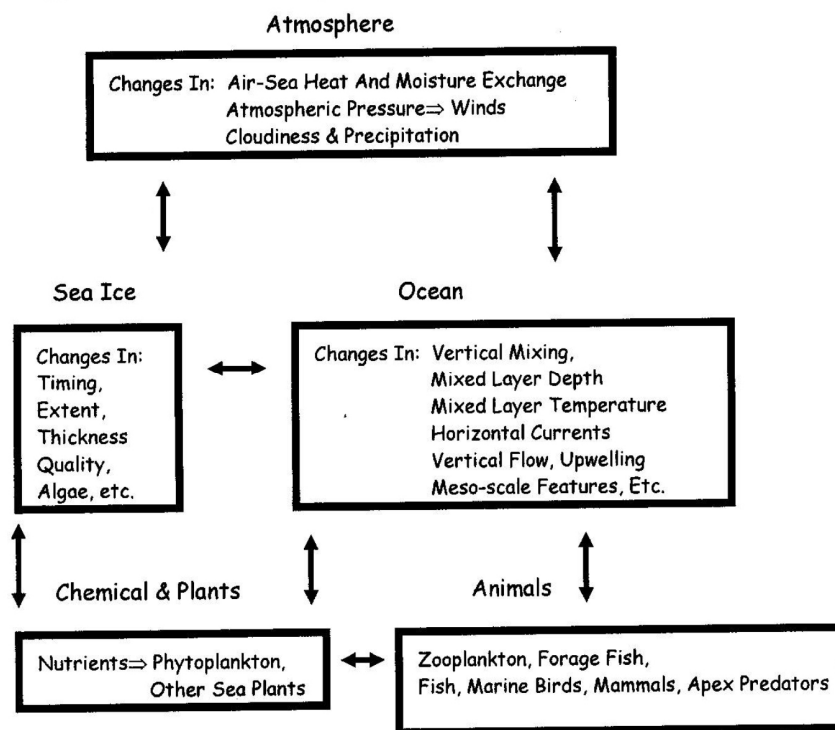 Atmosphere
Changes In: Air-Sea Heat And Moisture Exchange
Atmospheric Pressure⇒ Winds
Cloudiness & Precipitation
Sea Ice
Changes In:
Timing,
Extent,
Thickness
Quality,
Algae, etc.
Ocean
Changes In: Vertical Mixing,
Mixed Layer Depth
Mixed Layer Temperature
Horizontal Currents
Vertical Flow, Upwelling
Meso-scale Features, Etc.
Chemical & Plants
Nutrients⇒ Phytoplankton,
Other Sea Plants
Animals
Zooplankton, Forage Fish,
Fish, Marine Birds, Mammals, Apex Predators